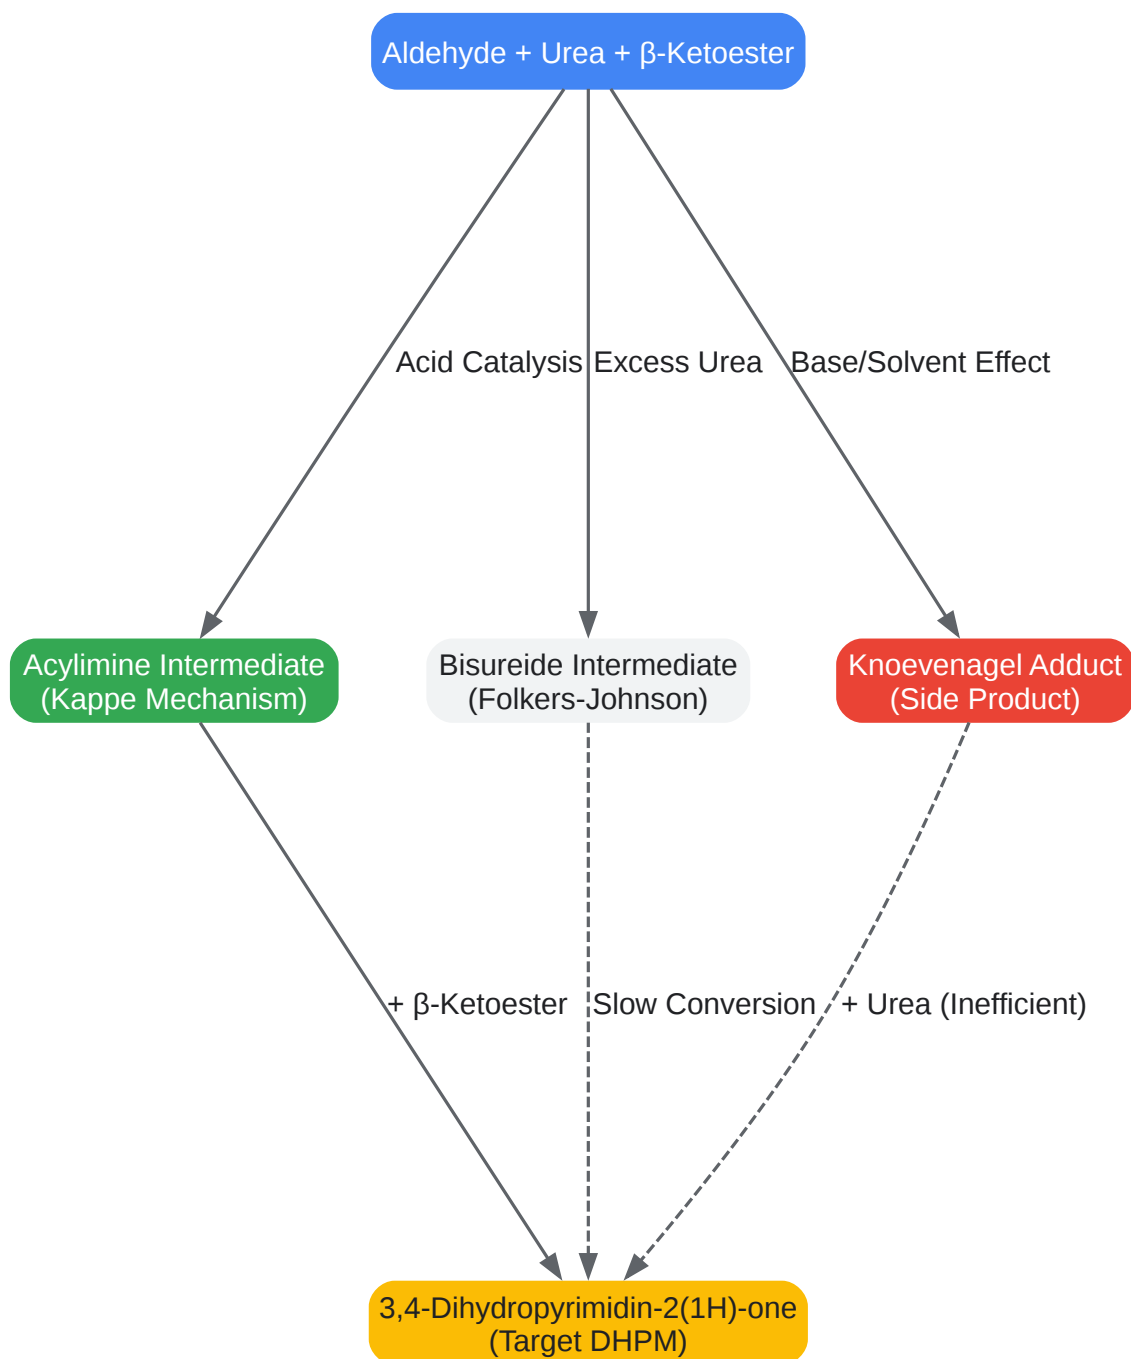 Aldehyde + Urea + β-Ketoester
Acid Catalysis
Excess Urea
Base/Solvent Effect
Acylimine Intermediate
(Kappe Mechanism)
Bisureide Intermediate
(Folkers-Johnson)
Knoevenagel Adduct
(Side Product)
+ β-Ketoester
Slow Conversion
+ Urea (Inefficient)
3,4-Dihydropyrimidin-2(1H)-one
(Target DHPM)